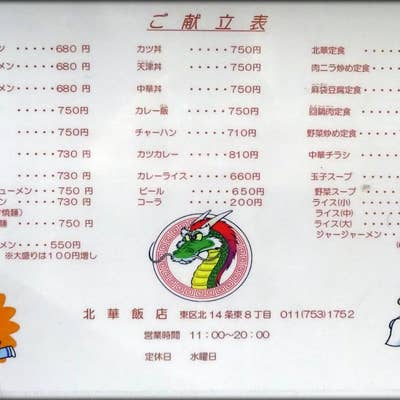 ご献立表
680円
メン・・・・680円
メン・・・・680円
750円
750円
730円
730円
ューメン・・・750円
ン・・・・730円
焼麺)
麺・・・・750円
メン・・・・550円
※大盛りは100円増し
カツ丼・・・・・750円
天津丼・・・・・750円
中華丼・・・・・750円
カレー飯・・・・750円
チャーハン・・・・710円
カツカレー・・・・810円
カレーライス・・・660円
ビール・・・・・・650円
コーラ・・・・・200円
北華定食・・・
肉ニラ炒め定食・・
麻袋豆腐定食・・・
回鍋肉定食・・・・
野菜炒め定食・・・
中華チラシ・・・・
玉子スープ・・・・
野菜スープ・・・・
ライス(小)・・・
ライス(中)・・・
ライス(大)・・・
ジャージャーメン・・
北華飯店 東区北14条東8丁目 011(753)1752
営業時間 11:00〜20:00
定休日 水曜日